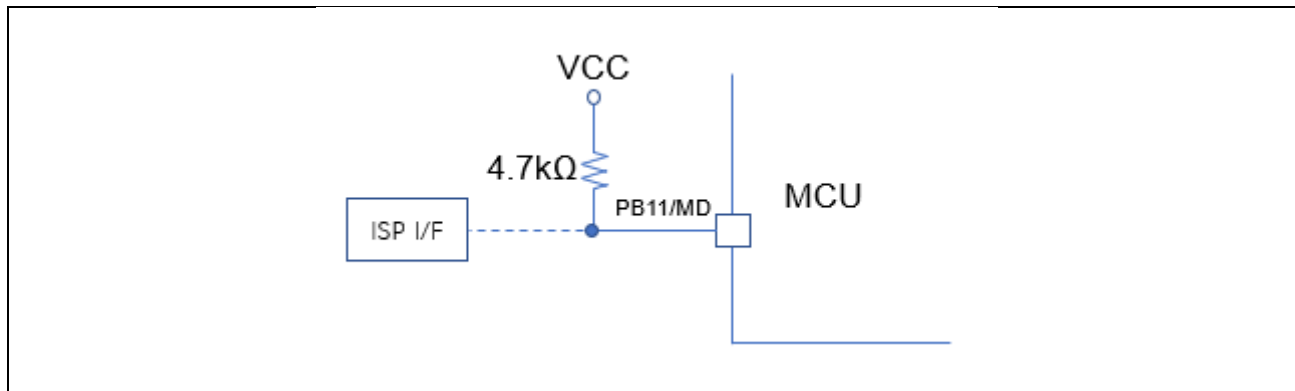 VCC
4.7kΩ
PB11/MD
MCU
ISP I/F